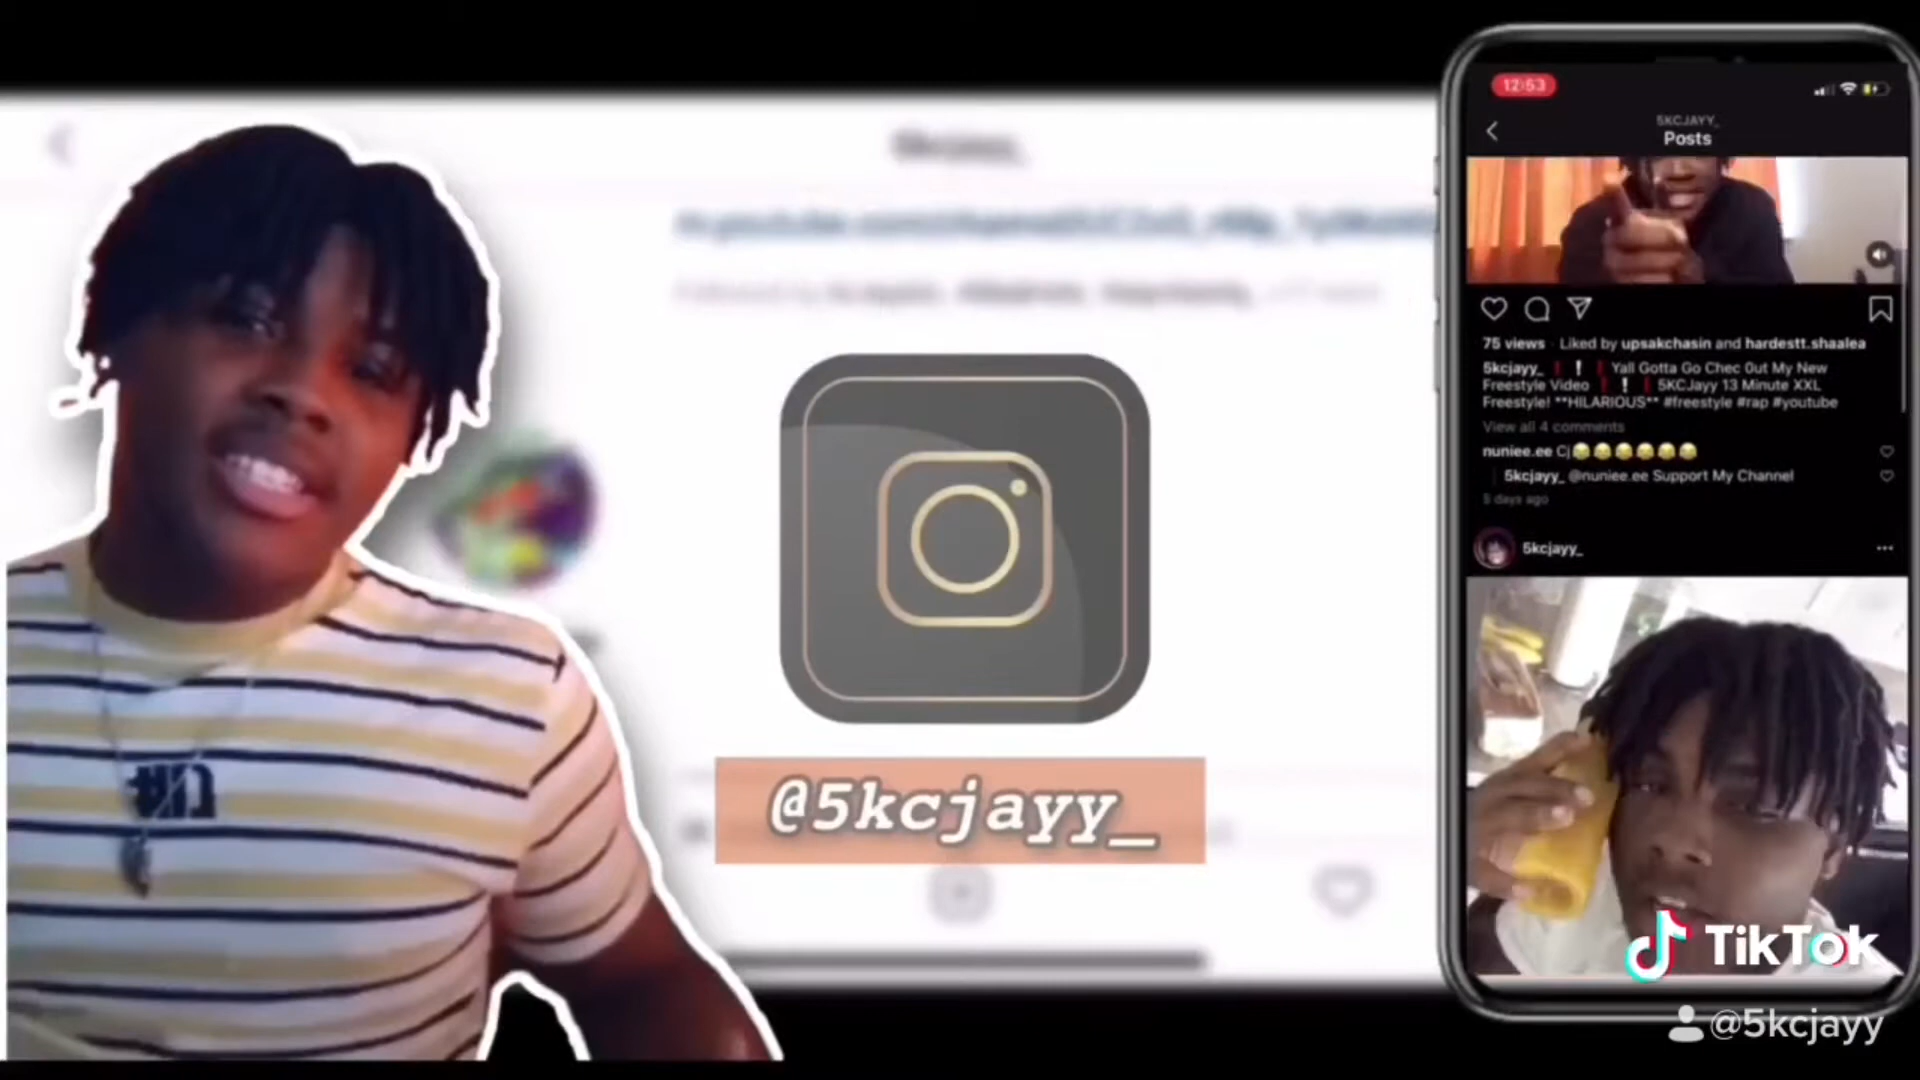 12:53
5KCJAYY_
Posts
75 views · Liked by upsakchasin and hardestt.shaalea
5kcjayy_ ❗❕❗Yall Gotta Go Chec Out My New
Freestyle Video ❗❕❗5KCJayy 13 Minute XXL
Freestyle! **HILARIOUS** #freestyle #rap #youtube
View all 4 comments
nuniee.ee Cj😂😂😂😂😂😂
5kcjayy_ @nuniee.ee Support My Channel
5 days ago
5kcjayy_
@5kcjayy_
TikTok
@5kcjayy